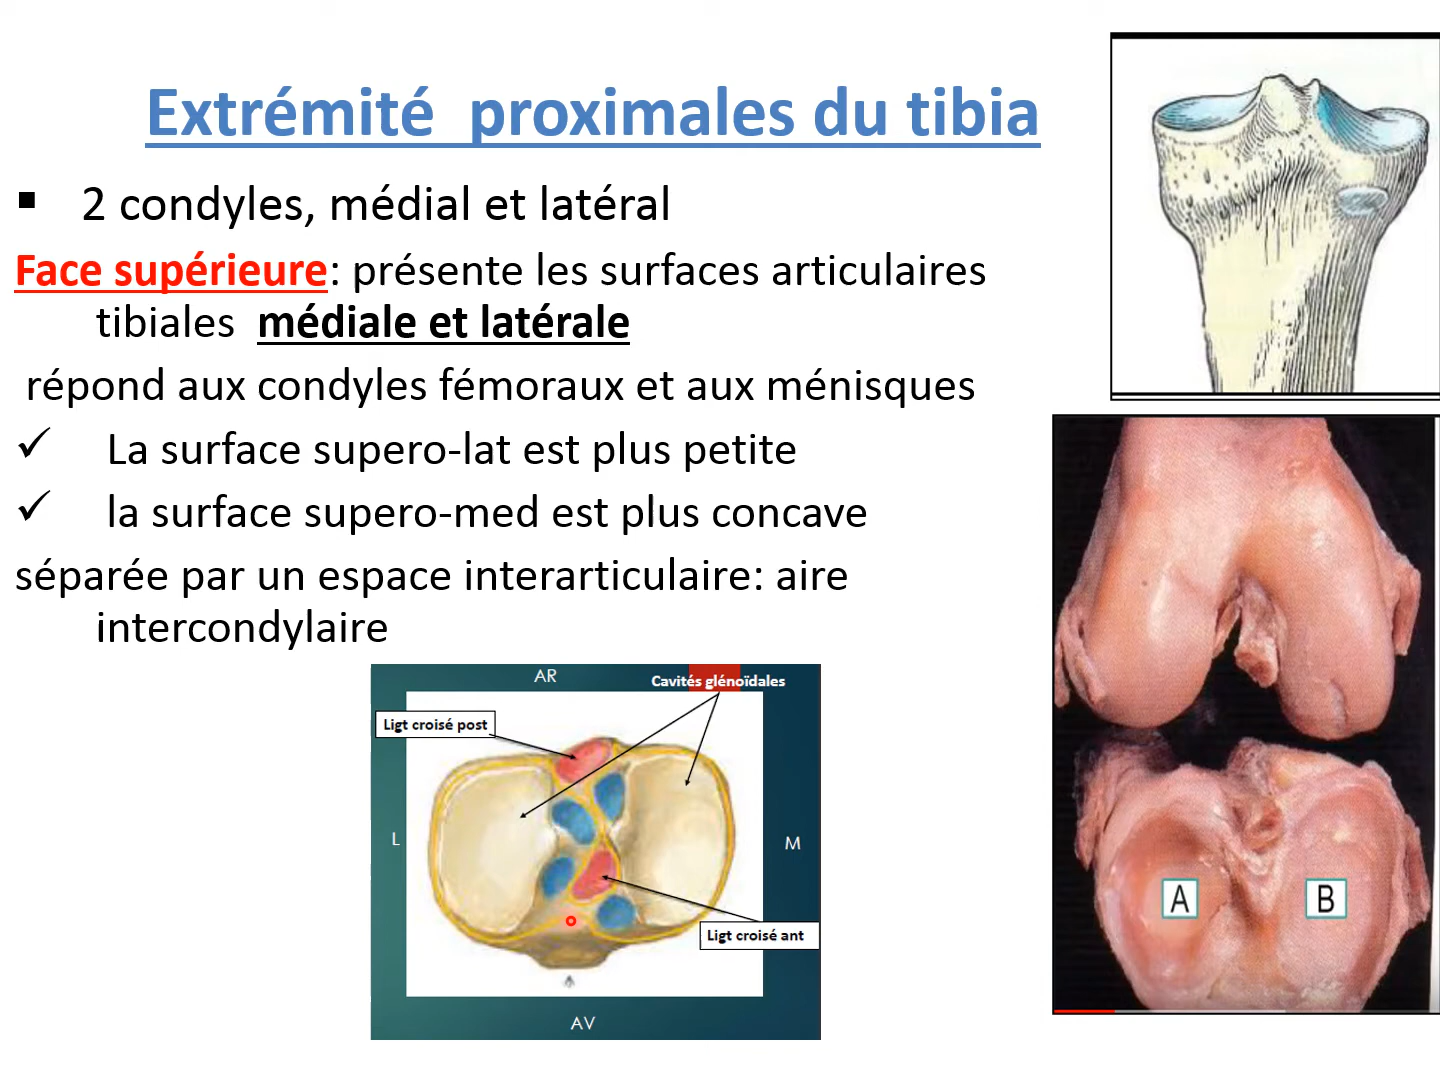 Extrémité  proximales du tibia
▪ 2 condyles, médial et latéral
Face supérieure: présente les surfaces articulaires
tibiales  médiale et latérale
répond aux condyles fémoraux et aux ménisques
✓ La surface supero-lat est plus petite
✓ la surface supero-med est plus concave
séparée par un espace interarticulaire: aire
intercondylaire
AR
Cavités glénoïdales
Ligt croisé post
L
M
Ligt croisé ant
AV
A
B